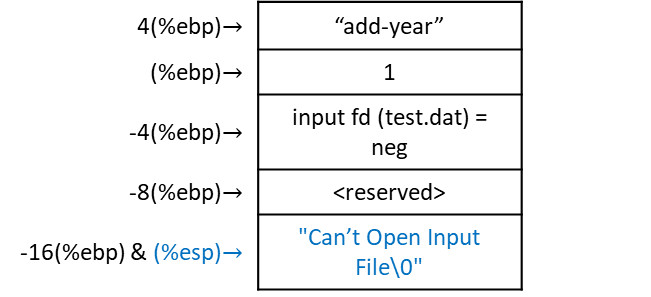 4(%ebp)→ “add-year”
(%ebp)→ 1
-4(%ebp)→ input fd (test.dat) =
neg
-8(%ebp)→ <reserved>
-16(%ebp) & (%esp)→ "Can’t Open Input
File\0"